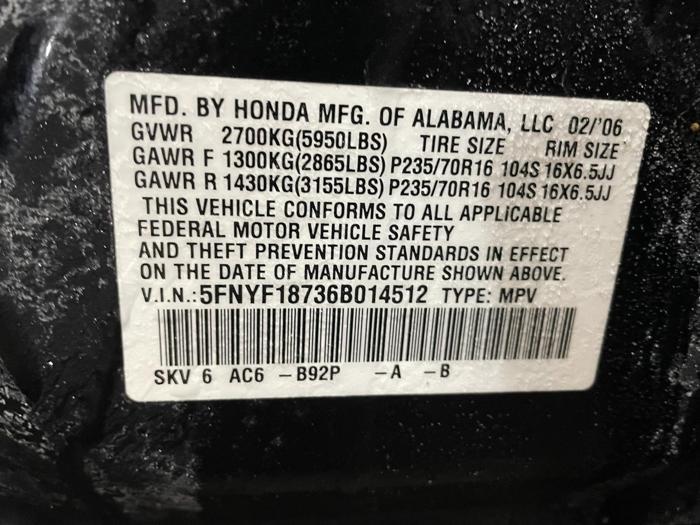 MFD. BY HONDA MFG. OF ALABAMA, LLC 02/'06
GVWR 2700KG(5950LBS) TIRE SIZE RIM SIZE
GAWR F 1300KG(2865LBS) P235/70R16 104S 16X6.5JJ
GAWR R 1430KG(3155LBS) P235/70R16 104S 16X6.5JJ
THIS VEHICLE CONFORMS TO ALL APPLICABLE
FEDERAL MOTOR VEHICLE SAFETY
AND THEFT PREVENTION STANDARDS IN EFFECT
ON THE DATE OF MANUFACTURE SHOWN ABOVE.
V.I.N.:5FNYF18736B014512 TYPE: MPV
SKV 6 AC6 -B92P -A -B